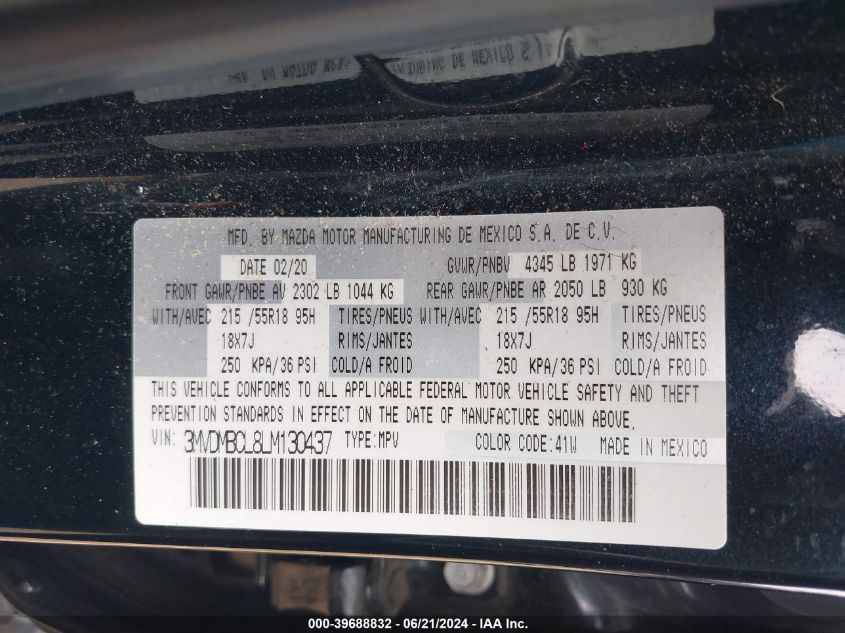 MFD. BY MAZDA MOTOR MANUFACTURING DE MEXICO S.A. DE C.V.
DATE 02/20 GVWR/PNBV 4345 LB 1971 KG
FRONT GAWR/PNBE AV 2302 LB 1044 KG REAR GAWR/PNBE AR 2050 LB 930 KG
WITH/AVEC 215 /55R18 95H TIRES/PNEUS WITH/AVEC 215 /55R18 95H TIRES/PNEUS
18X7J RIMS/JANTES 18X7J RIMS/JANTES
250 KPA/36 PSI COLD/A FROID 250 KPA/36 PSI COLD/A FROID
THIS VEHICLE CONFORMS TO ALL APPLICABLE FEDERAL MOTOR VEHICLE SAFETY AND THEFT
PREVENTION STANDARDS IN EFFECT ON THE DATE OF MANUFACTURE SHOWN ABOVE.
VIN: 3MVDMBCL8LM130437 TYPE:MPV COLOR CODE:41W MADE IN MEXICO
000-39688832 - 06/21/2024 - COPYRIGHT IAA, LLC.